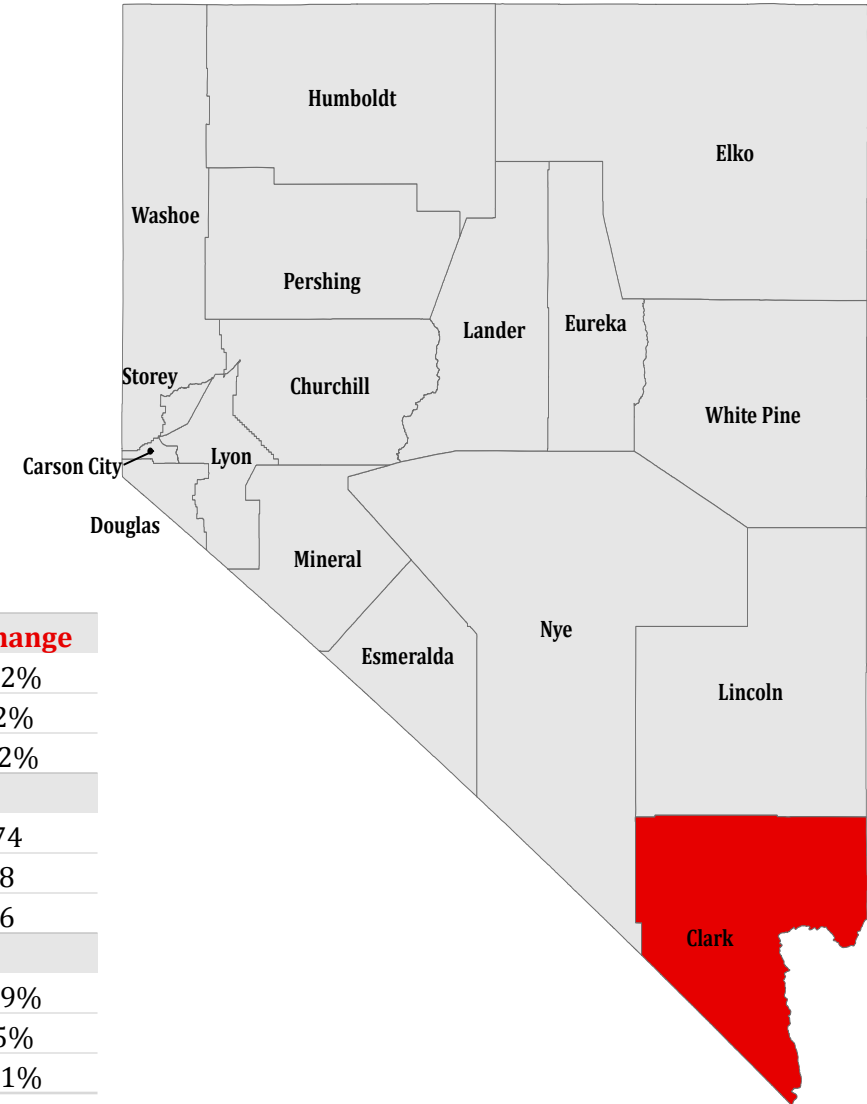 Humboldt
Elko
Washoe
Pershing
Lander
Eureka
Storey
Churchill
White Pine
Lyon
Carson City
Douglas
Mineral
Nye
Esmeralda
Lincoln
Clark
hange
2%
2%
2%
74
8
6
9%
5%
1%